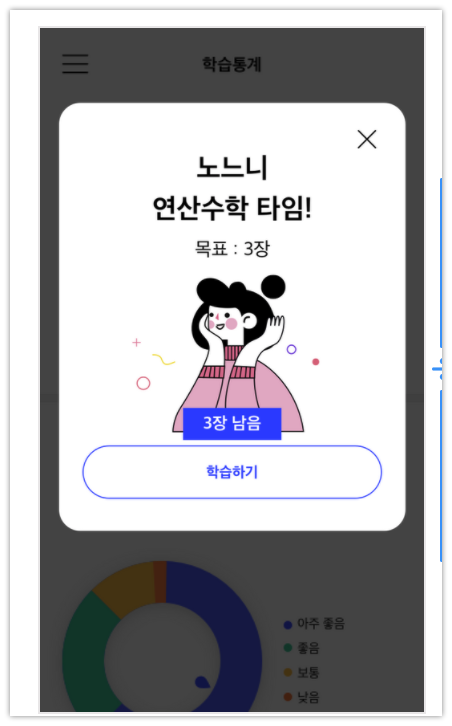 학습통계
노느니
연산수학 타임!
목표 : 3장
3장 남음
학습하기
아주 좋음
좋음
보통
낮음